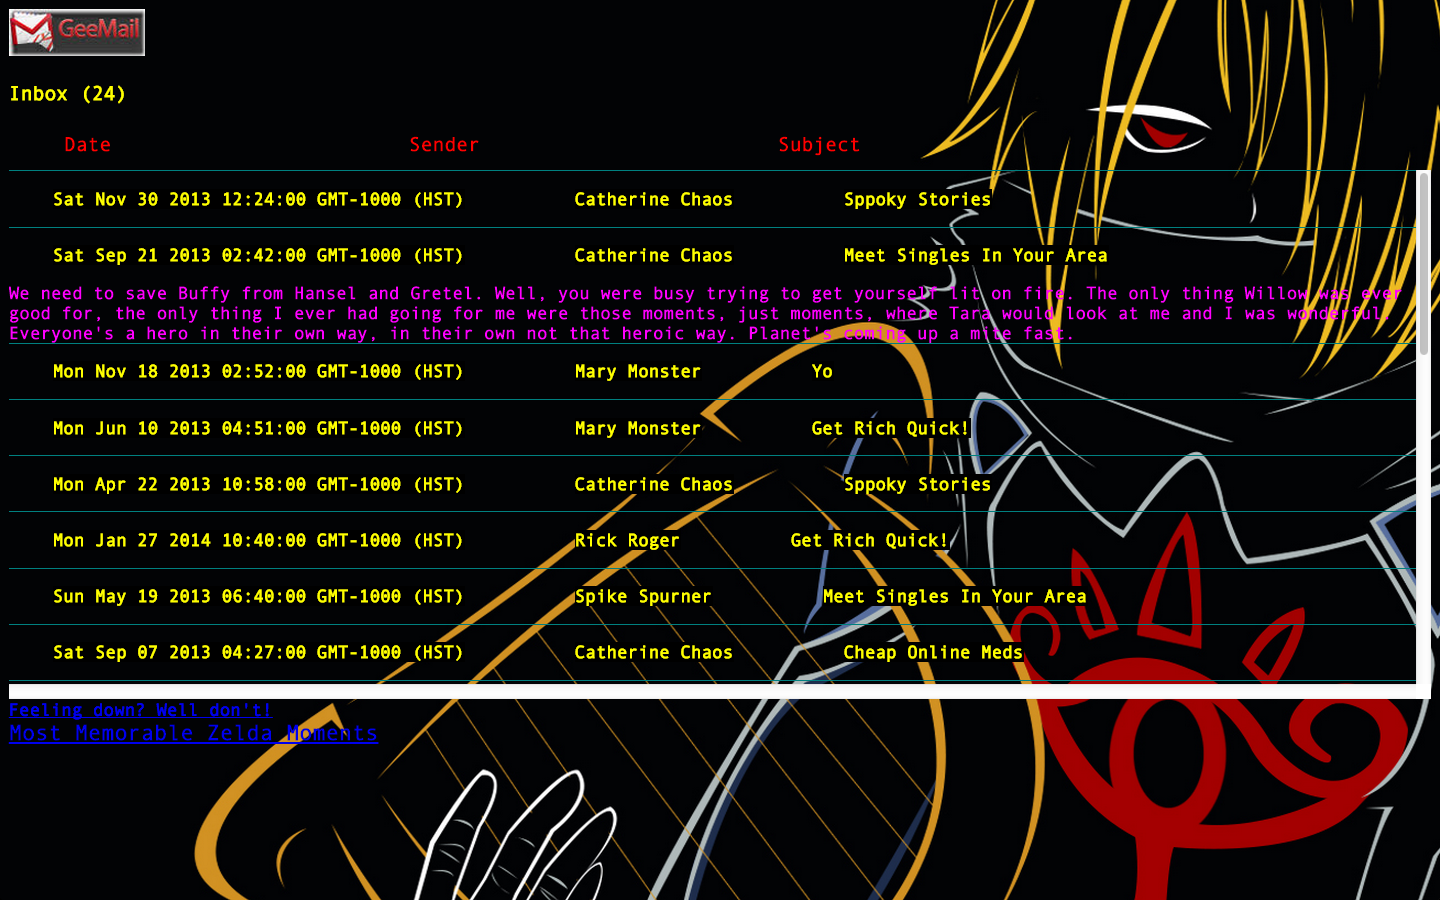 GeeMail
Inbox (24)
Date Sender Subject
Sat Nov 30 2013 12:24:00 GMT-1000 (HST) Catherine Chaos Sppoky Stories
Sat Sep 21 2013 02:42:00 GMT-1000 (HST) Catherine Chaos Meet Singles In Your Area
We need to save Buffy from Hansel and Gretel. Well, you were busy trying to get yourself lit on fire. The only thing Willow was ever
good for, the only thing I ever had going for me were those moments, just moments, where Tara would look at me and I was wonderful.
Everyone's a hero in their own way, in their own not that heroic way. Planet's coming up a mite fast.
Mon Nov 18 2013 02:52:00 GMT-1000 (HST) Mary Monster Yo
Mon Jun 10 2013 04:51:00 GMT-1000 (HST) Mary Monster Get Rich Quick!
Mon Apr 22 2013 10:58:00 GMT-1000 (HST) Catherine Chaos Sppoky Stories
Mon Jan 27 2014 10:40:00 GMT-1000 (HST) Rick Roger Get Rich Quick!
Sun May 19 2013 06:40:00 GMT-1000 (HST) Spike Spurner Meet Singles In Your Area
Sat Sep 07 2013 04:27:00 GMT-1000 (HST) Catherine Chaos Cheap Online Meds
Feeling down? Well don't!
Most Memorable Zelda Moments